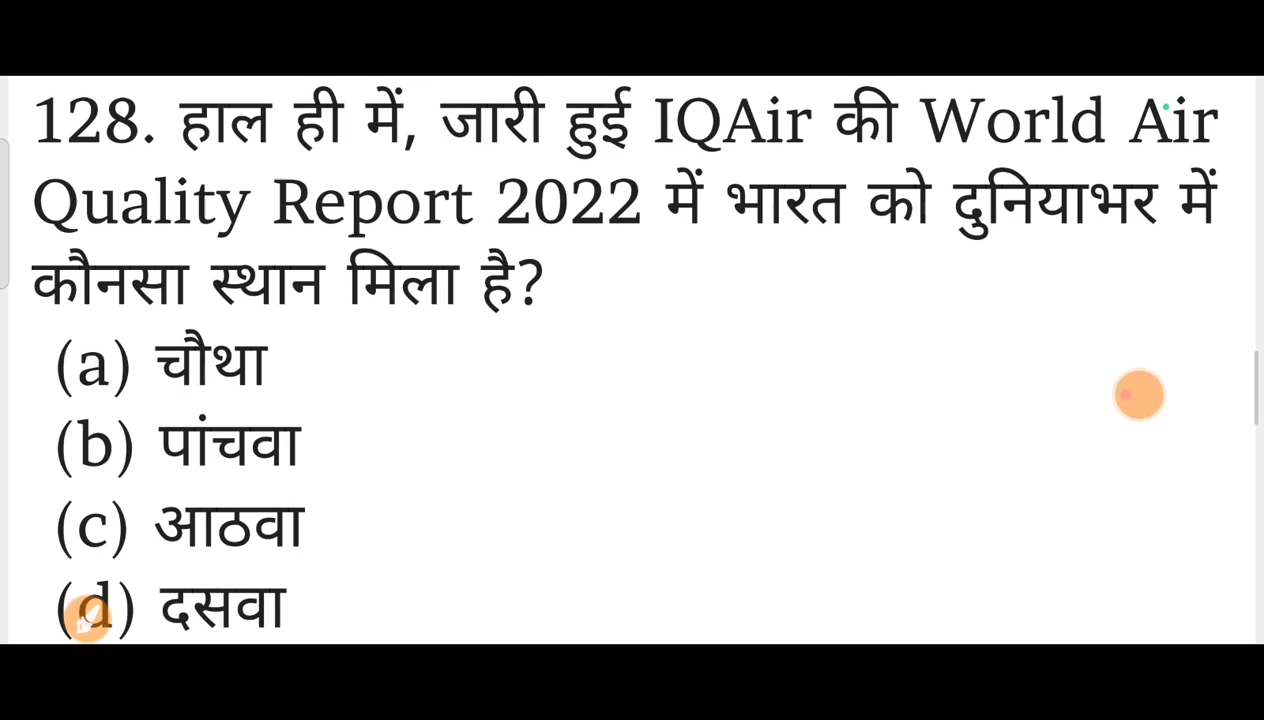 128. हाल ही में, जारी हुई IQAir की World Air
Quality Report 2022 में भारत को दुनियाभर में
कौनसा स्थान मिला है?
(a) चौथा
(b) पांचवा
(c) आठवा
(d) दसवा